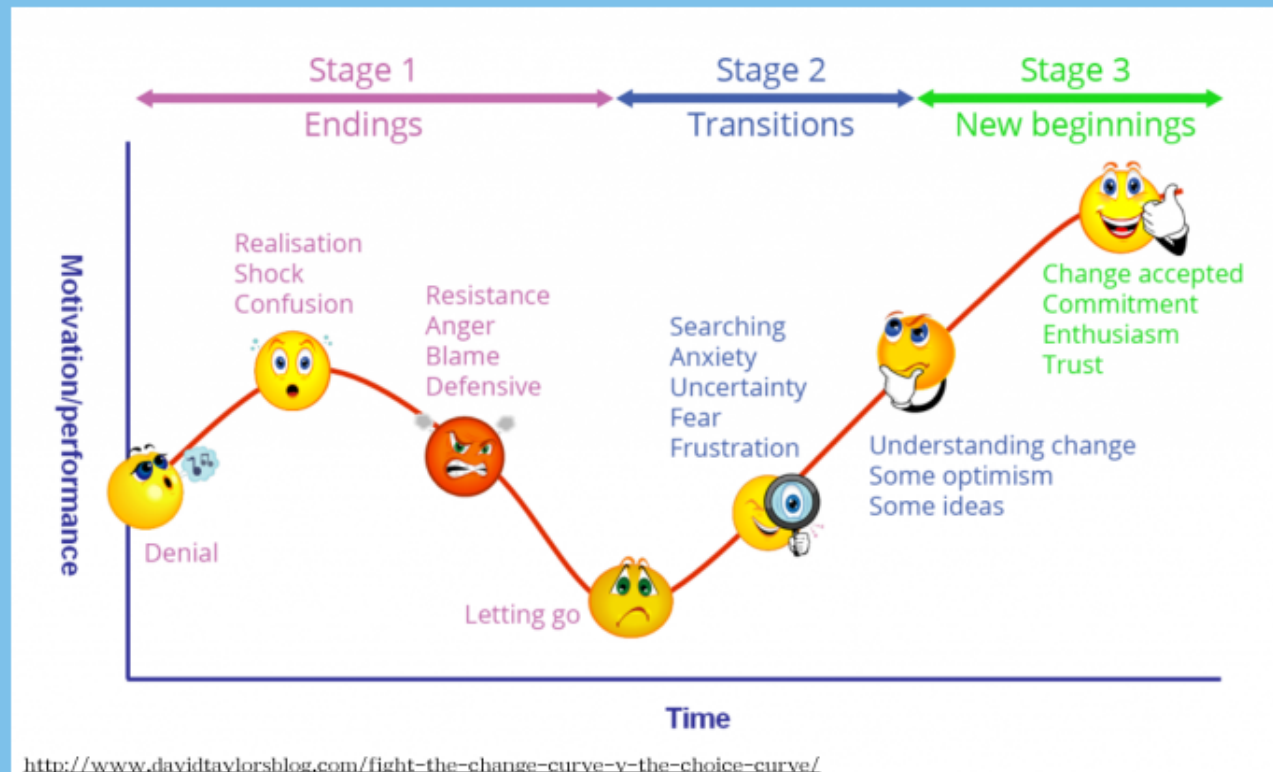 Stage 1
Endings
Stage 2
Transitions
Stage 3
New beginnings
Motivation/performance
Denial
Realisation
Shock
Confusion
Resistance
Anger
Blame
Defensive
Letting go
Searching
Anxiety
Uncertainty
Fear
Frustration
Understanding change
Some optimism
Some ideas
Change accepted
Commitment
Enthusiasm
Trust
Time
http://www.davidtaylorsblog.com/fight-the-change-curve-v-the-choice-curve/